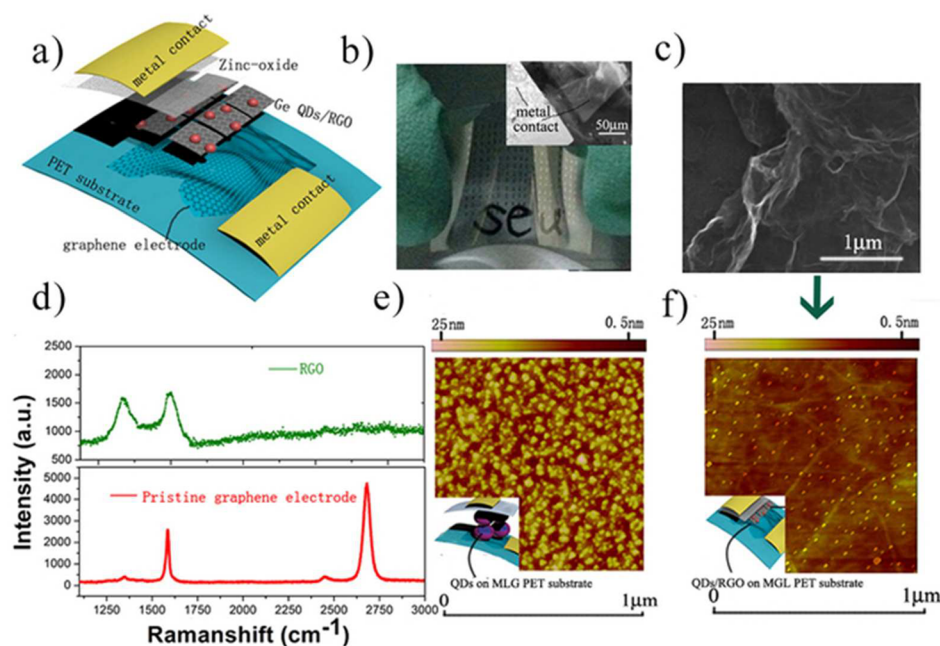 a)
metal contact
Zinc-oxide
Ge QDs/RGO
PET substrate
graphene electrode
metal contact
b)
metal
contact
50μm
seu
c)
1μm
d)
2500
2000
1500
1000
500
RGO
5000
4000
3000
2000
1000
0
Pristine graphene electrode
Intensity (a.u.)
1250 1500 1750 2000 2250 2500 2750 3000
Ramanshift (cm⁻¹)
e)
25nm 0.5nm
QDs on MLG PET substrate
0 1μm
f)
25nm 0.5nm
QDs/RGO on MGL PET substrate
0 1μm